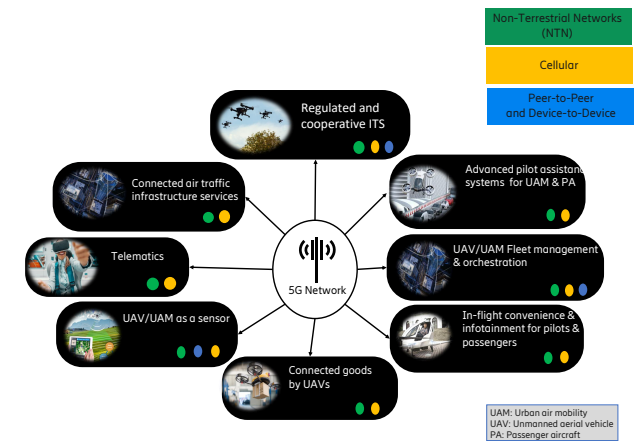 Non-Terrestrial Networks
(NTN)
Cellular
Peer-to-Peer
and Device-to-Device
Regulated and
cooperative ITS
Connected air traffic
infrastructure services
Advanced pilot assistanc
systems for UAM & PA
Telematics
UAV/UAM Fleet management
& orchestration
5G Network
UAV/UAM as a sensor
In-flight convenience &
infotainment for pilots &
passengers
Connected goods
by UAVs
UAM: Urban air mobility
UAV: Unmanned aerial vehicle
PA: Passenger aircraft